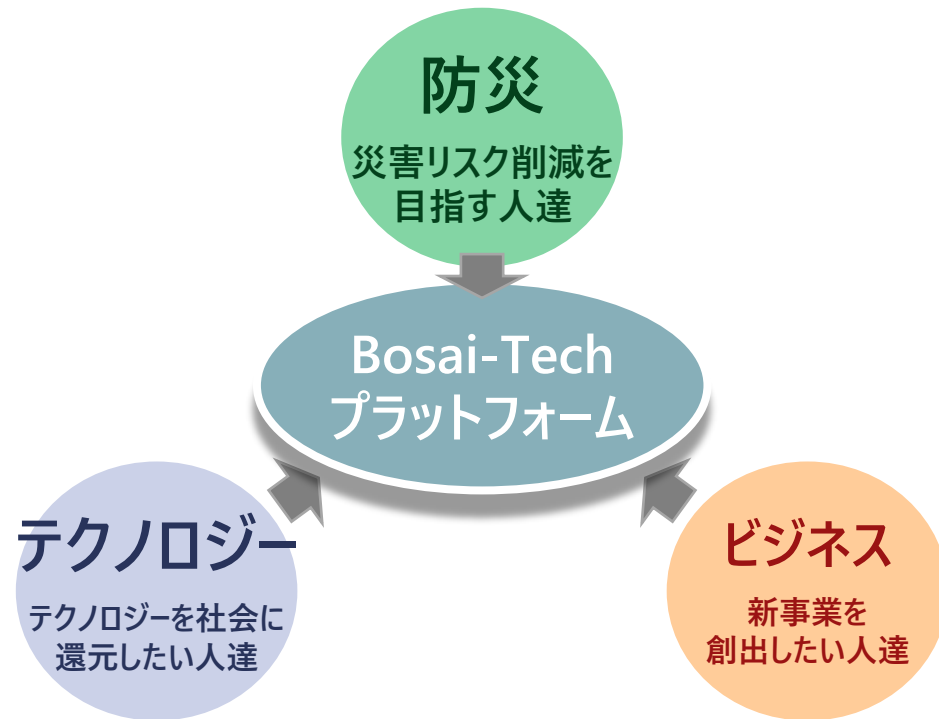 防災
災害リスク削減を
目指す人達
Bosai-Tech
プラットフォーム
テクノロジー
テクノロジーを社会に
還元したい人達
ビジネス
新事業を
創出したい人達